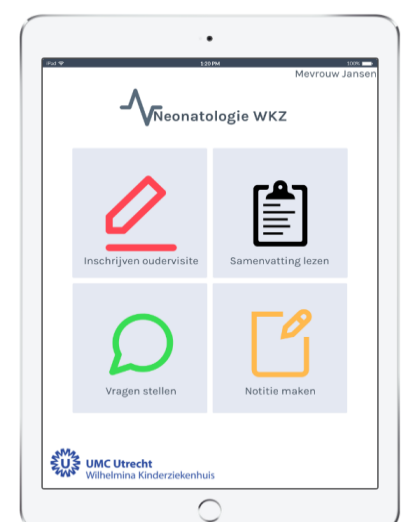 iPad
1:20 PM
100%
Mevrouw Jansen
Neonatologie WKZ
Inschrijven oudervisite
Samenvatting lezen
Vragen stellen
Notitie maken
UMC Utrecht
Wilhelmina Kinderziekenhuis